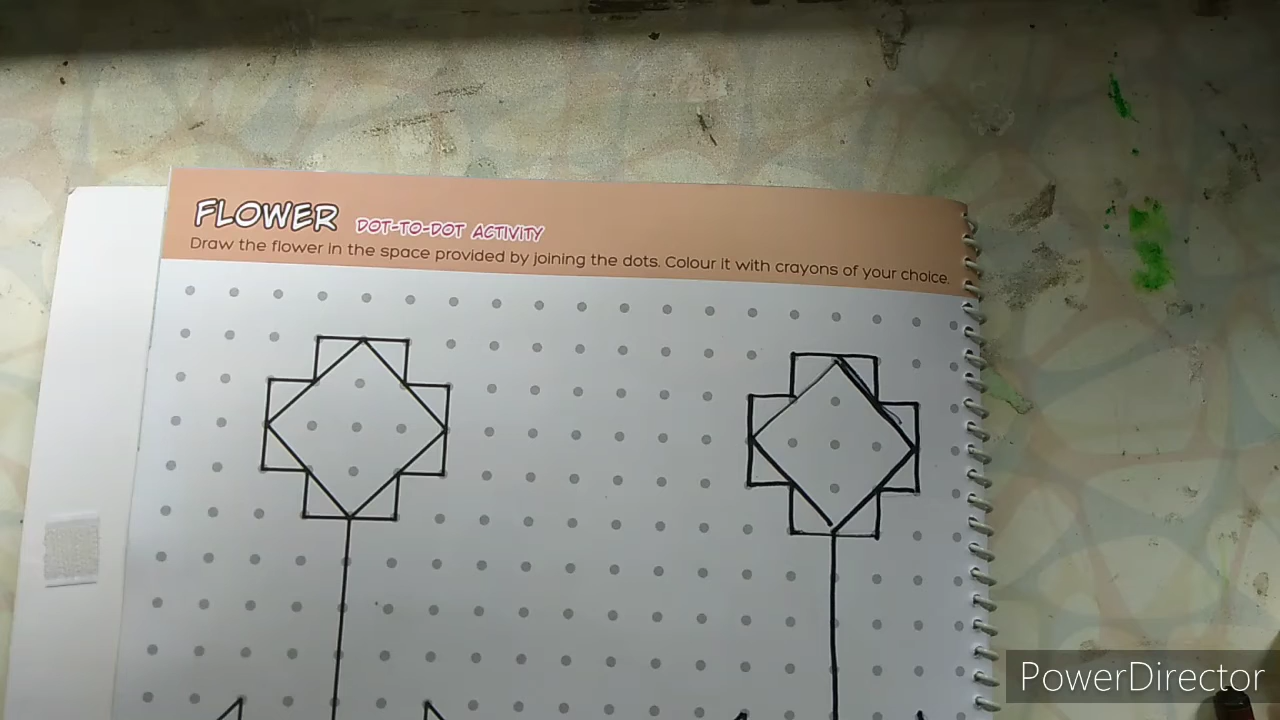 FLOWER DOT-TO-DOT ACTIVITY
Draw the flower in the space provided by joining the dots. Colour it with crayons of your choice.
PowerDirector